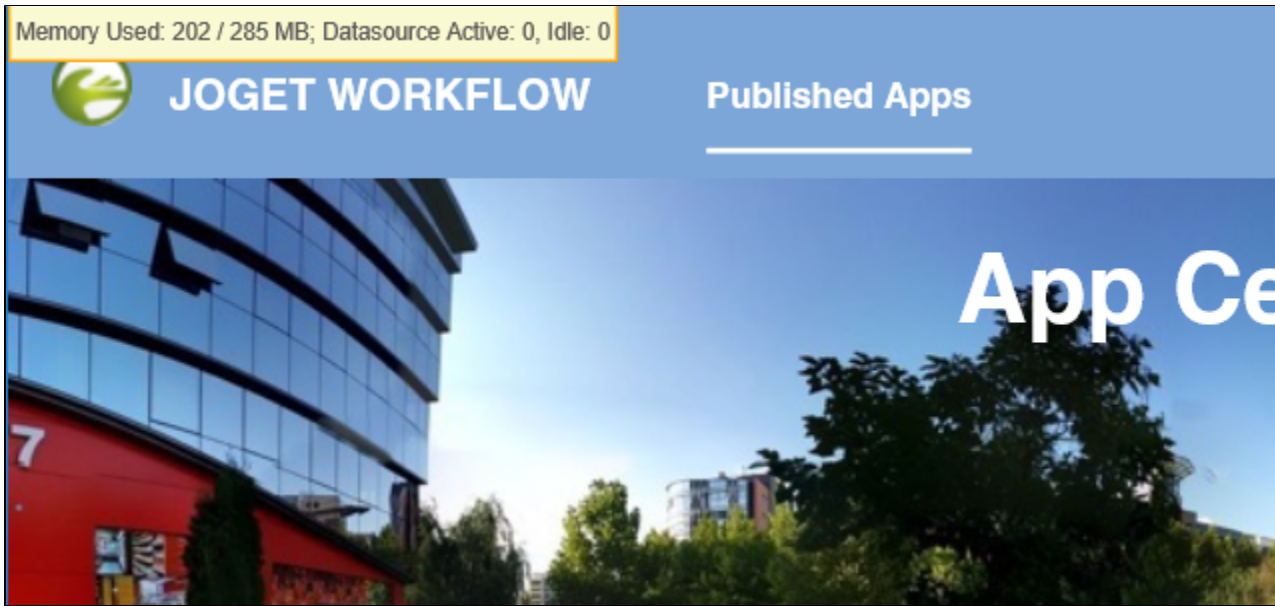 Memory Used: 202 / 285 MB; Datasource Active: 0, Idle: 0
JOGET WORKFLOW
Published Apps
App Ce
7